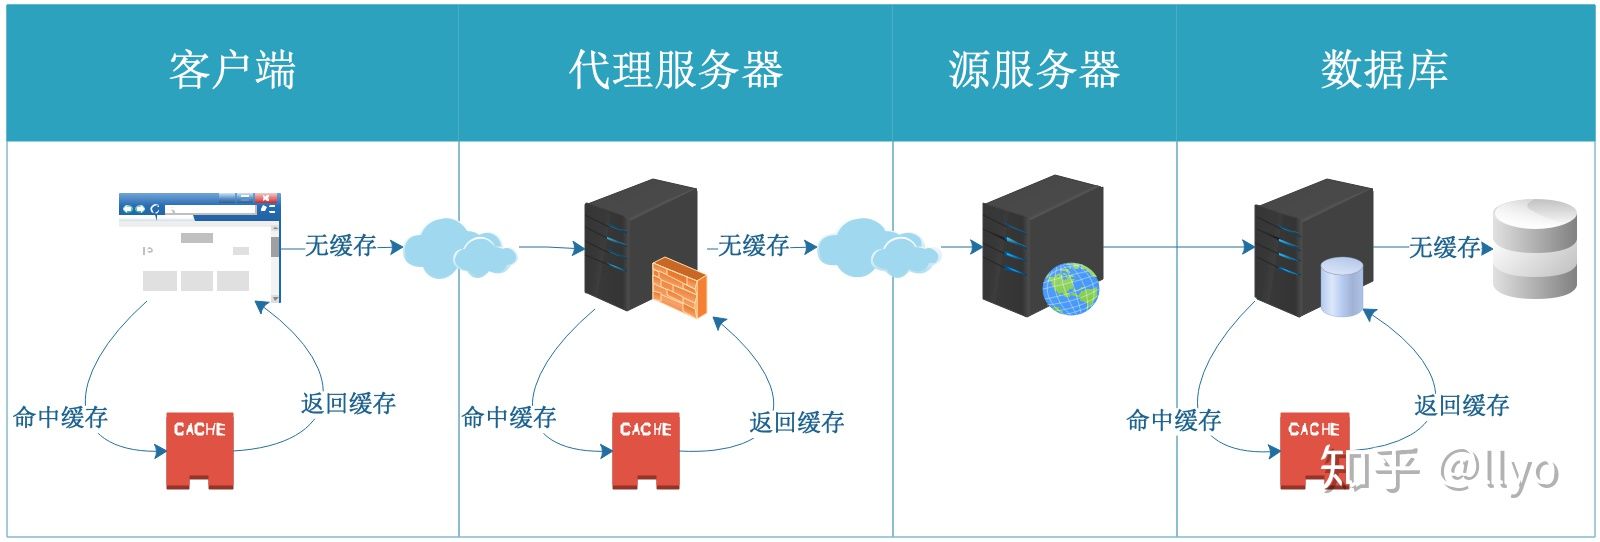 客户端
代理服务器
源服务器
数据库
无缓存
无缓存
无缓存
命中缓存
返回缓存
CACHE
命中缓存
返回缓存
CACHE
命中缓存
返回缓存
CACHE
知乎 @llyo